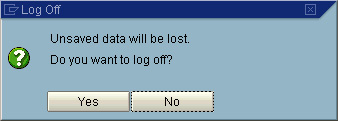 Log Off
Unsaved data will be lost.
Do you want to log off?
Yes
No